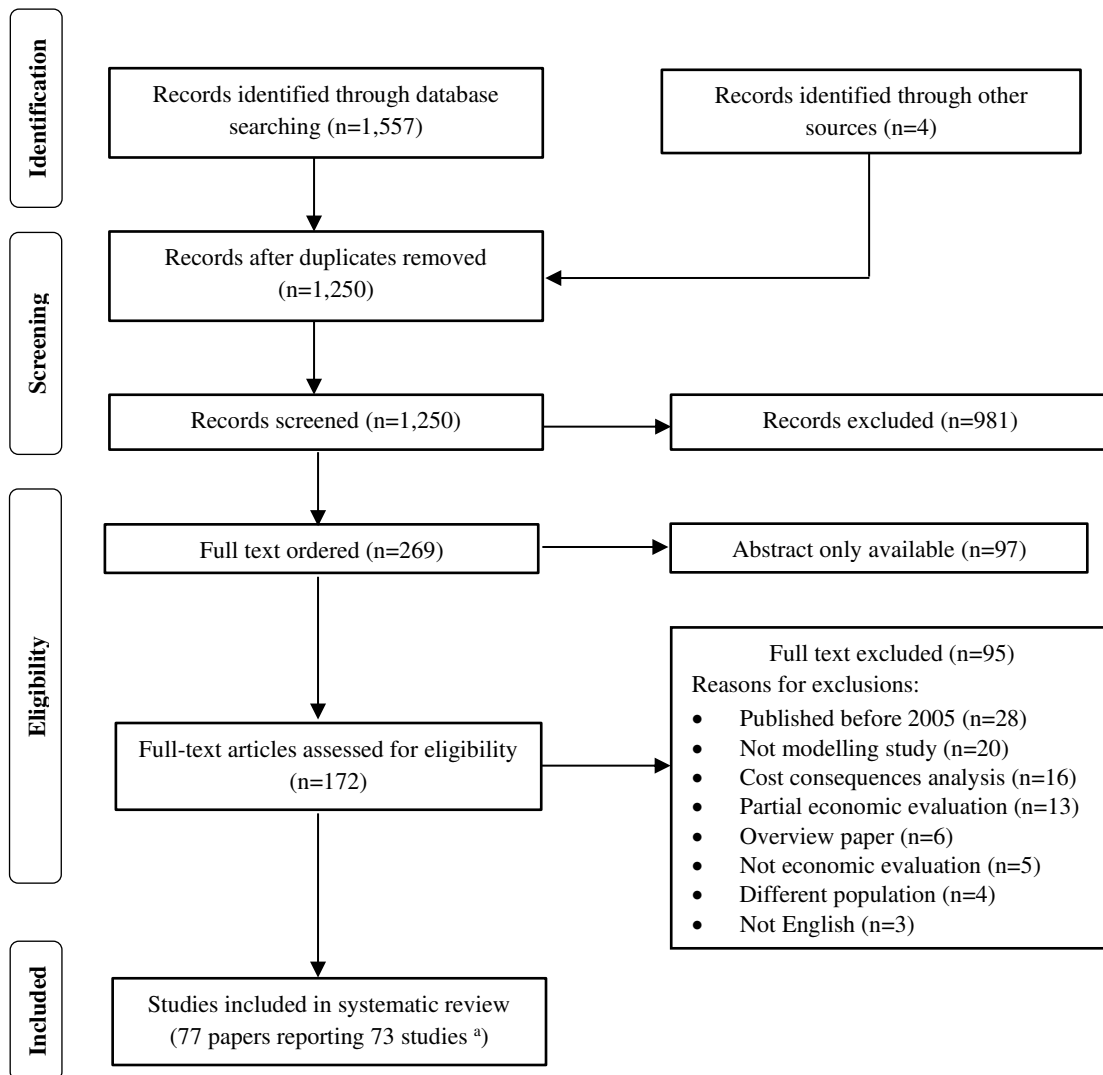 Identification
Records identified through database
searching (n=1,557)
Records identified through other
sources (n=4)
Screening
Records after duplicates removed
(n=1,250)
Records screened (n=1,250)
Records excluded (n=981)
Eligibility
Full text ordered (n=269)
Abstract only available (n=97)
Full-text articles assessed for eligibility
(n=172)
Full text excluded (n=95)
Reasons for exclusions:
• Published before 2005 (n=28)
• Not modelling study (n=20)
• Cost consequences analysis (n=16)
• Partial economic evaluation (n=13)
• Overview paper (n=6)
• Not economic evaluation (n=5)
• Different population (n=4)
• Not English (n=3)
Included
Studies included in systematic review
(77 papers reporting 73 studies ª)